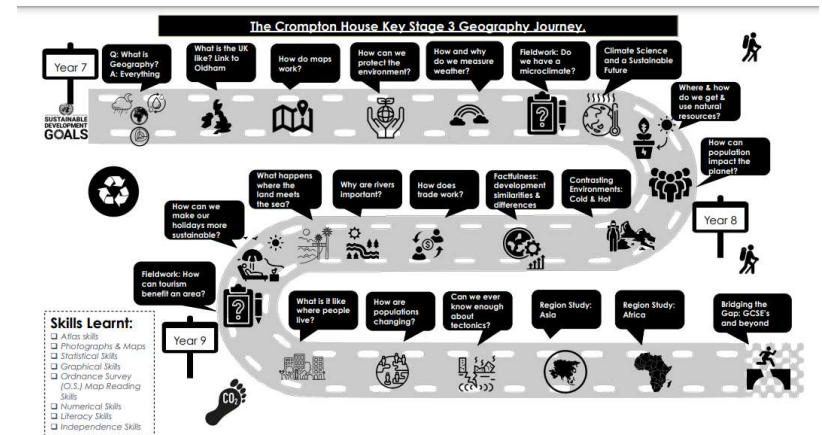 The Crompton House Key Stage 3 Geography Journey.
Year 7
Q: What is
Geography?
A: Everything
What is the UK
like? Link to
Oldham
How do maps
work?
How can we
protect the
environment?
How and why
do we measure
weather?
Fieldwork: Do
we have a
microclimate?
Climate Science
and a Sustainable
Future
SUSTAINABLE
DEVELOPMENT
GOALS
Where & how
do we get &
use natural
resources?
How can
population
impact the
planet?
Year 8
Contrasting
Environments:
Cold & Hot
Factfulness:
development
similarities &
differences
How does
trade work?
Why are rivers
important?
What happens
where the
land meets
the sea?
How can we
make our
holidays more
sustainable?
Fieldwork: How
can tourism
benefit an area?
Year 9
What is it like
where people
live?
How are
populations
changing?
Can we ever
know enough
about
tectonics?
Region Study:
Asia
Region Study:
Africa
Bridging the
Gap: GCSE's
and beyond
Skills Learnt:
Atlas skills
Photographs & Maps
Statistical Skills
Graphical Skills
Ordnance Survey
(O.S.) Map Reading
Skills
Numerical Skills
Literacy Skills
Independence Skills
CO2